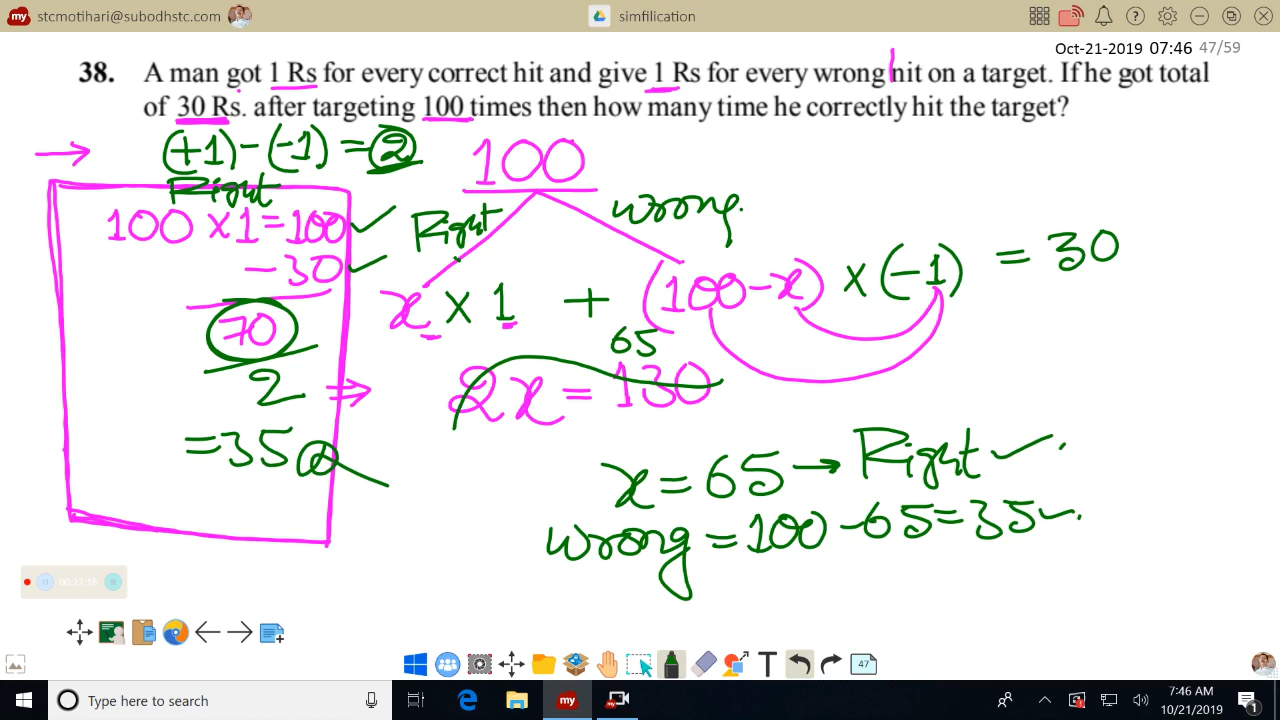 stcmotihari@subodhstc.com simfilication
Oct-21-2019 07:46 47/59
38. A man got 1 Rs for every correct hit and give 1 Rs for every wrong hit on a target. If he got total
of 30 Rs. after targeting 100 times then how many time he correctly hit the target?
(+1)-(-1) = 2
Right
100 × 1 = 100
- 30
70
2
= 35
100
Right wrong.
x × 1 + (100 - x) × (-1) = 30
65
2x = 130
x = 65 → Right
wrong = 100 - 65 = 35
00:22:18
47
Type here to search
7:46 AM
10/21/2019